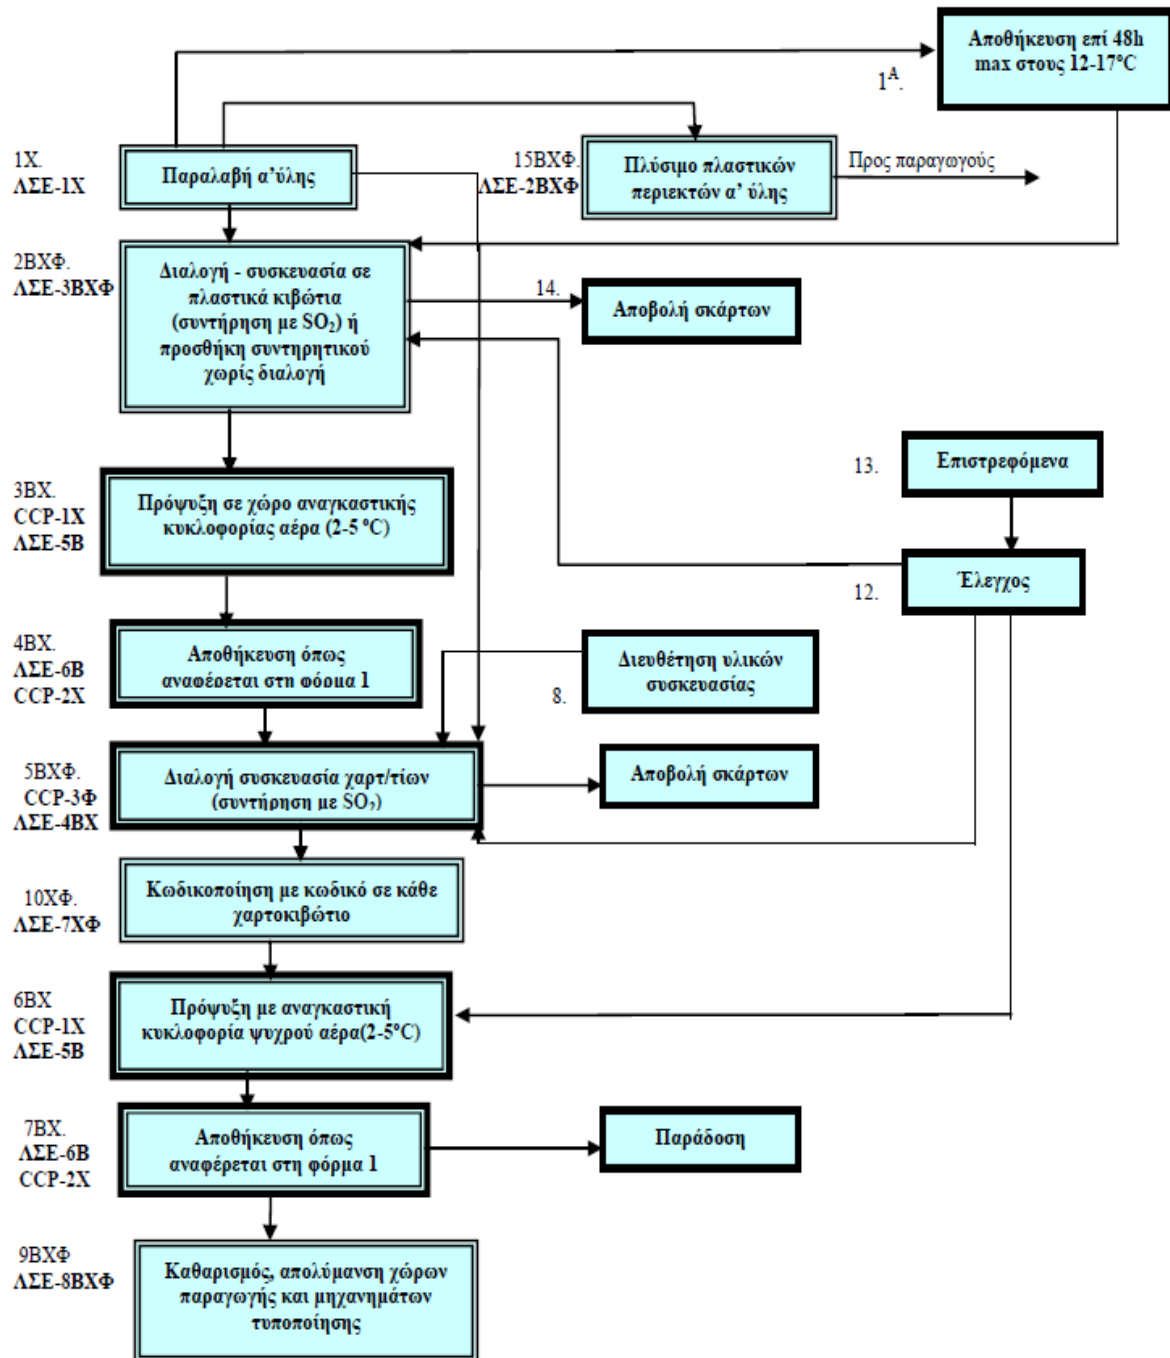 Αποθήκευση επί 48h
max στους 12-17°C
1Α.
1Χ.
ΛΣΕ-1Χ
Παραλαβή α’ύλης
15ΒΧΦ.
ΛΣΕ-2ΒΧΦ
Πλύσιμο πλαστικών
περιεκτών α’ ύλης
Προς παραγωγούς
2ΒΧΦ.
ΛΣΕ-3ΒΧΦ
Διαλογή - συσκευασία σε
πλαστικά κιβώτια
(συντήρηση με SO₂) ή
προσθήκη συντηρητικού
χωρίς διαλογή
14.
Αποβολή σκάρτων
13.
Επιστρεφόμενα
3ΒΧ.
CCP-1Χ
ΛΣΕ-5Β
Πρόψυξη σε χώρο αναγκαστικής
κυκλοφορίας αέρα (2-5 °C)
12.
Έλεγχος
4ΒΧ.
ΛΣΕ-6Β
CCP-2Χ
Αποθήκευση όπως
αναφέρεται στη φόρμα 1
8.
Διευθέτηση υλικών
συσκευασίας
5ΒΧΦ.
CCP-3Φ
ΛΣΕ-4ΒΧ
Διαλογή συσκευασία χαρτ/τίων
(συντήρηση με SO₂)
Αποβολή σκάρτων
10ΧΦ.
ΛΣΕ-7ΧΦ
Κωδικοποίηση με κωδικό σε κάθε
χαρτοκιβώτιο
6ΒΧ
CCP-1Χ
ΛΣΕ-5Β
Πρόψυξη με αναγκαστική
κυκλοφορία ψυχρού αέρα(2-5°C)
7ΒΧ.
ΛΣΕ-6Β
CCP-2Χ
Αποθήκευση όπως
αναφέρεται στη φόρμα 1
Παράδοση
9ΒΧΦ
ΛΣΕ-8ΒΧΦ
Καθαρισμός, απολύμανση χώρων
παραγωγής και μηχανημάτων
τυποποίησης